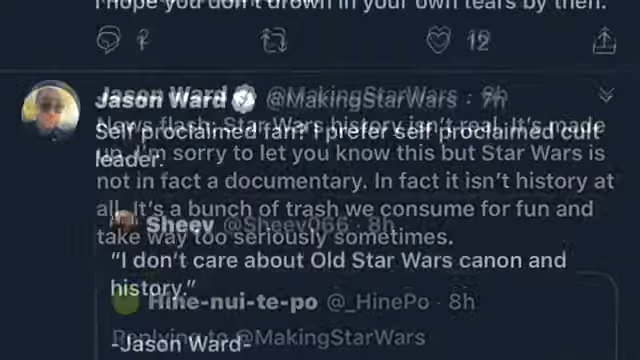 I hope you don't drown in your own tears by then.
12
Jason Ward @MakingStarWars · 9h
Jason Ward @MakingStarWars · 7h
News flash: Star Wars history isn't real. It's made
Self proclaimed fan? I prefer self proclaimed cult
up. I'm sorry to let you know this but Star Wars is
leader.
not in fact a documentary. In fact it isn't history at
all. It's a bunch of trash we consume for fun and
Sheev @Sheev066 · 8h
take way too seriously sometimes.
"I don't care about Old Star Wars canon and
history."
Hine-nui-te-po @_HinePo · 8h
Replying to @MakingStarWars
-Jason Ward-